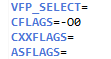 VFP_SELECT=
CFLAGS=-O0
CXXFLAGS=
ASFLAGS=